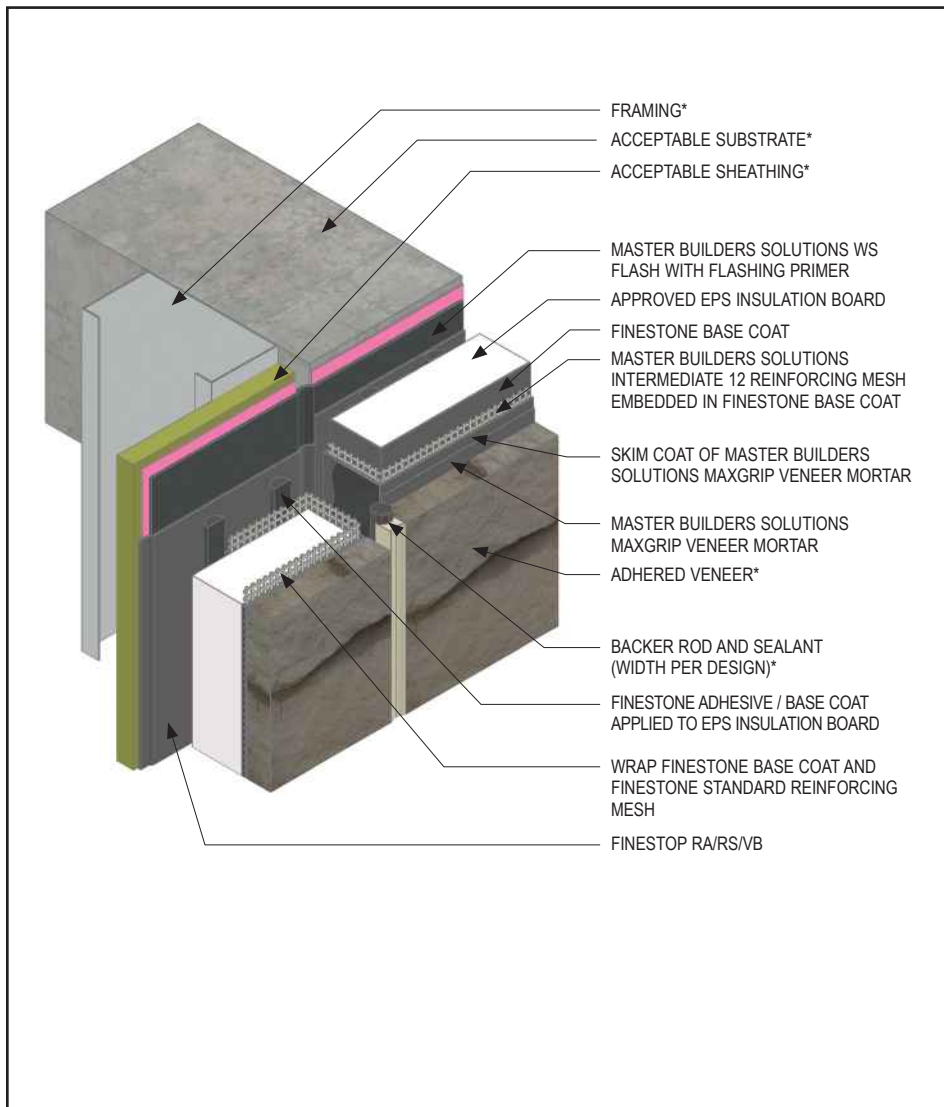 FRAMING*
ACCEPTABLE SUBSTRATE*
ACCEPTABLE SHEATHING*
MASTER BUILDERS SOLUTIONS WS
FLASH WITH FLASHING PRIMER
APPROVED EPS INSULATION BOARD
FINESTONE BASE COAT
MASTER BUILDERS SOLUTIONS
INTERMEDIATE 12 REINFORCING MESH
EMBEDDED IN FINESTONE BASE COAT
SKIM COAT OF MASTER BUILDERS
SOLUTIONS MAXGRIP VENEER MORTAR
MASTER BUILDERS SOLUTIONS
MAXGRIP VENEER MORTAR
ADHERED VENEER*
BACKER ROD AND SEALANT
(WIDTH PER DESIGN)*
FINESTONE ADHESIVE / BASE COAT
APPLIED TO EPS INSULATION BOARD
WRAP FINESTONE BASE COAT AND
FINESTONE STANDARD REINFORCING
MESH
FINESTOP RA/RS/VB